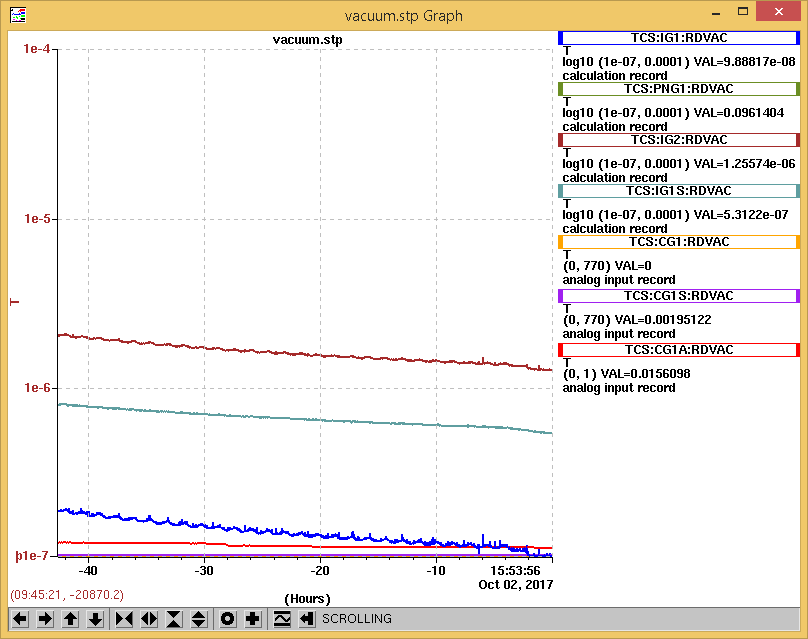 vacuum.stp Graph
vacuum.stp
1e-4
1e-5
T
1e-6
1e-7
-40
-30
-20
-10
15:53:56
Oct 02, 2017
(09:45:21, -20870.2)
(Hours)
TCS:IG1:RDVAC
T
log10 (1e-07, 0.0001) VAL=9.88817e-08
calculation record
TCS:PNG1:RDVAC
T
log10 (1e-07, 0.0001) VAL=0.0961404
calculation record
TCS:IG2:RDVAC
T
log10 (1e-07, 0.0001) VAL=1.25574e-06
calculation record
TCS:IG1S:RDVAC
T
log10 (1e-07, 0.0001) VAL=5.3122e-07
calculation record
TCS:CG1:RDVAC
T
(0, 770) VAL=0
analog input record
TCS:CG1S:RDVAC
T
(0, 770) VAL=0.00195122
analog input record
TCS:CG1A:RDVAC
T
(0, 1) VAL=0.0156098
analog input record
SCROLLING